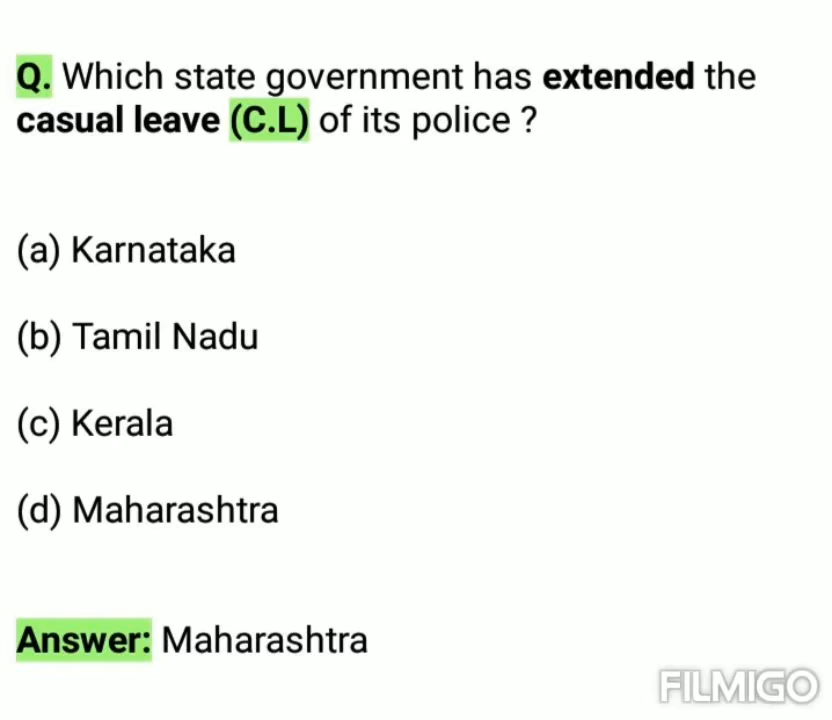 Q. Which state government has extended the
casual leave (C.L) of its police ?
(a) Karnataka
(b) Tamil Nadu
(c) Kerala
(d) Maharashtra
Answer: Maharashtra
FILMIGO